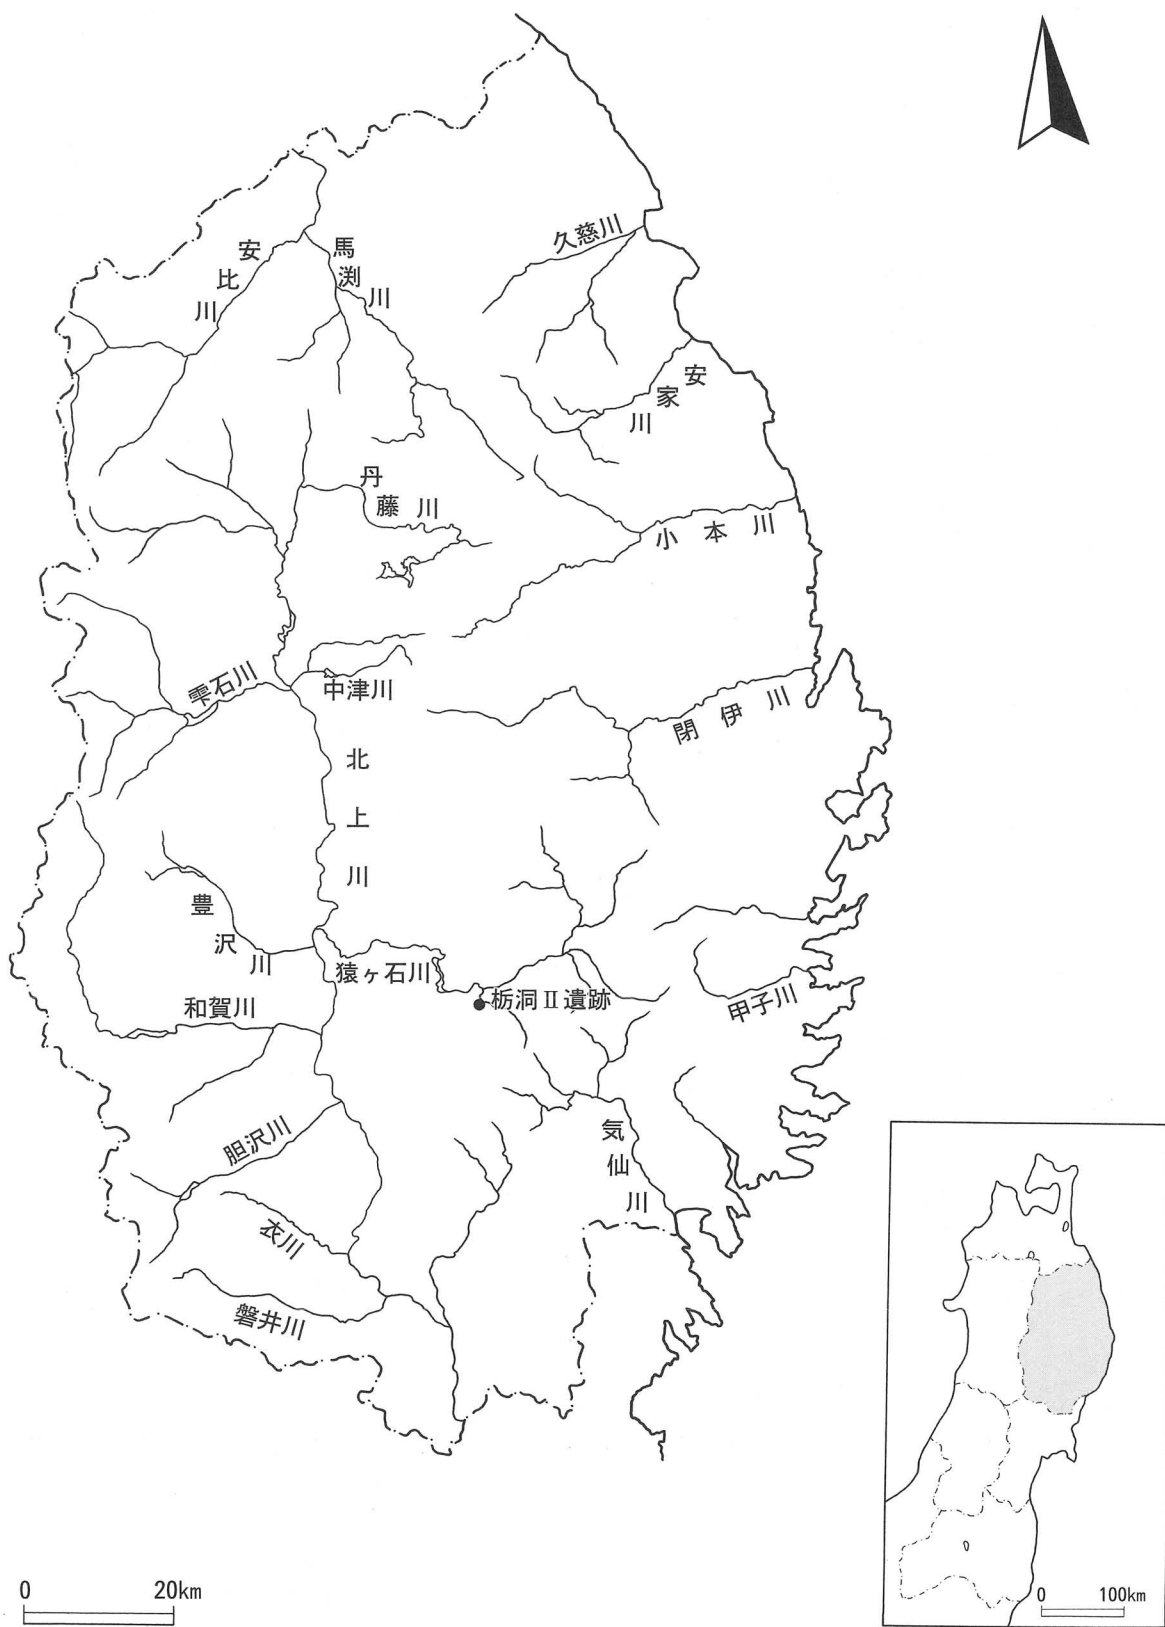 久慈川
安比川
馬渕川
安家川
丹藤川
小本川
雫石川
中津川
閉伊川
北上川
豊沢川
猿ヶ石川
栃洞Ⅱ遺跡
甲子川
和賀川
胆沢川
気仙川
衣川
磐井川
0 20km
0 100km